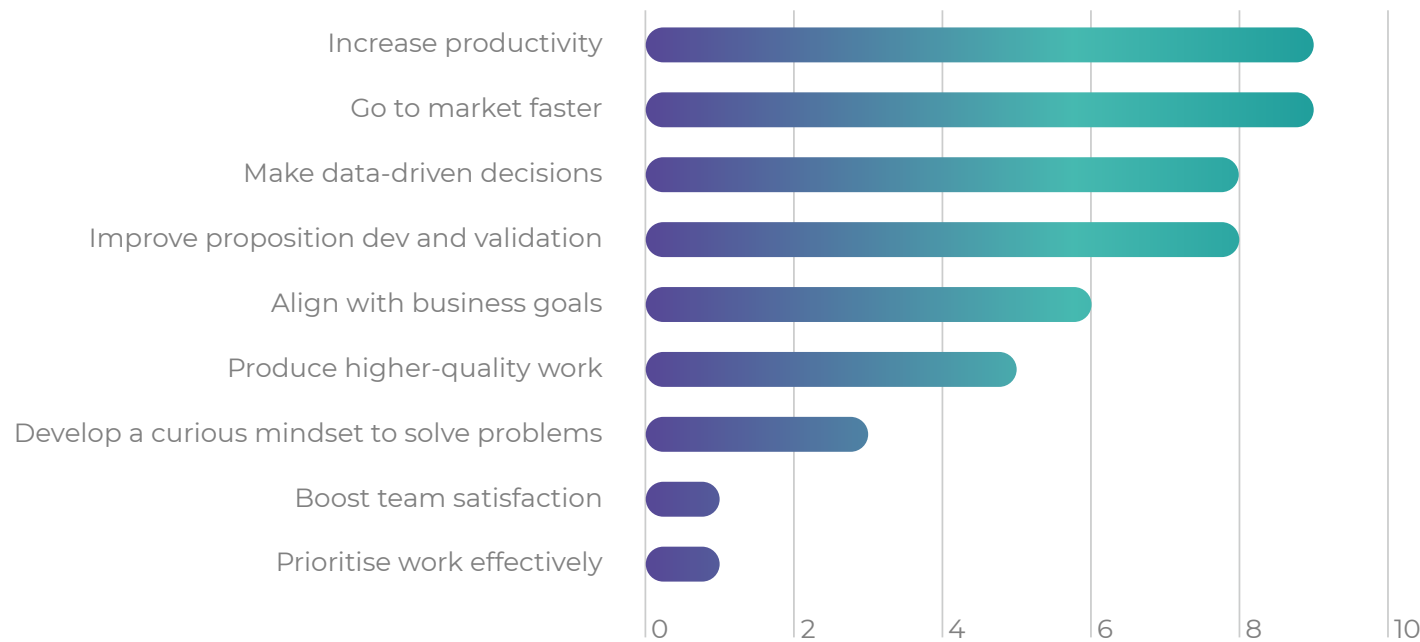 Increase productivity
Go to market faster
Make data-driven decisions
Improve proposition dev and validation
Align with business goals
Produce higher-quality work
Develop a curious mindset to solve problems
Boost team satisfaction
Prioritise work effectively
0 2 4 6 8 10